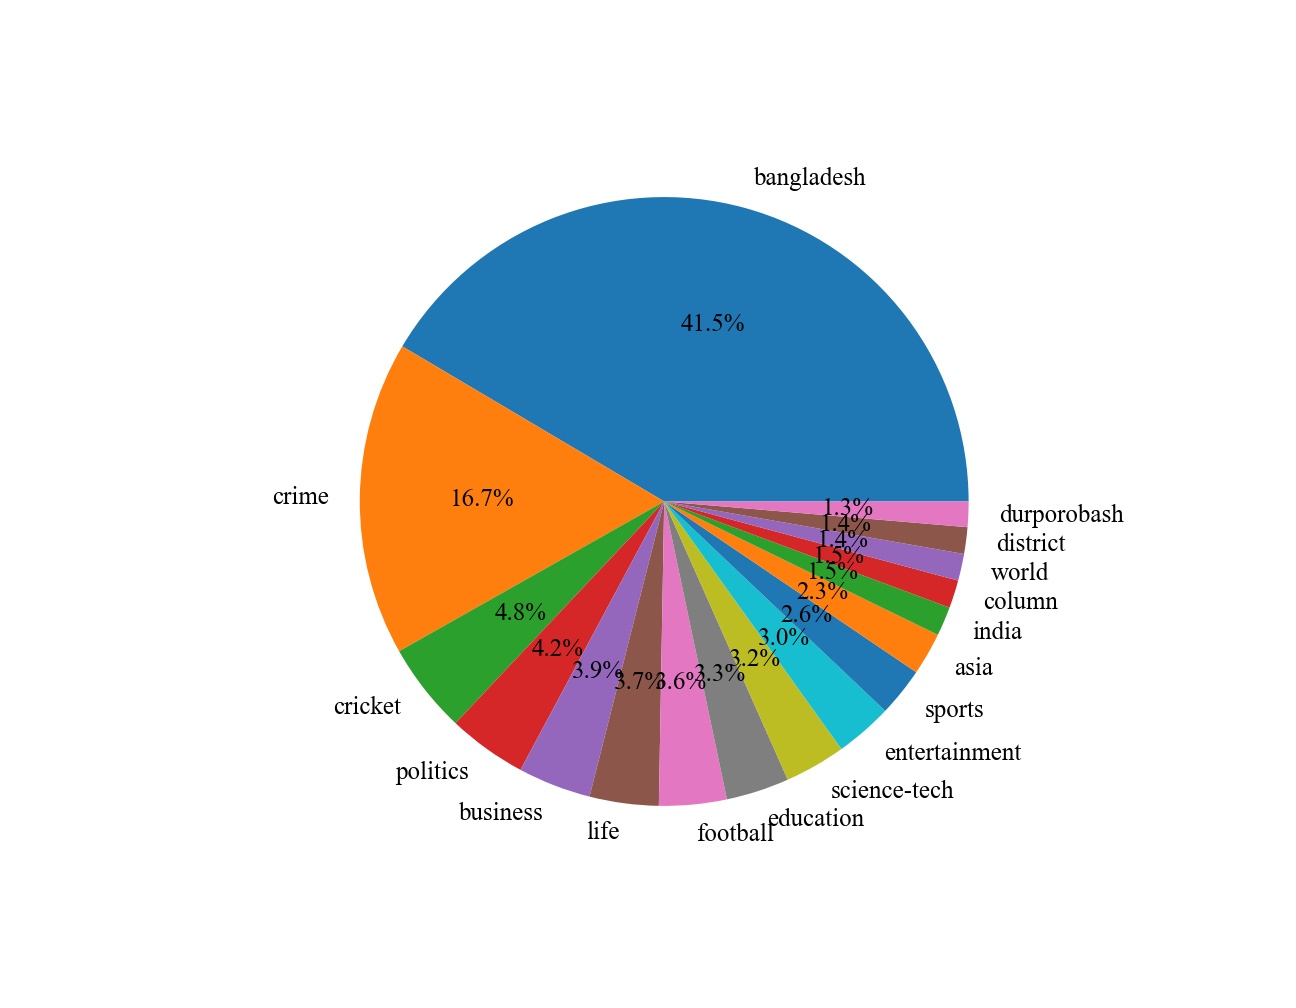 bangladesh
41.5%
crime
16.7%
cricket
4.8%
politics
4.2%
business
3.9%
life
3.7%
football
3.6%
education
3.3%
science-tech
3.2%
entertainment
3.0%
sports
2.6%
asia
2.3%
india
1.5%
column
1.5%
world
1.4%
district
1.4%
durporobash
1.3%